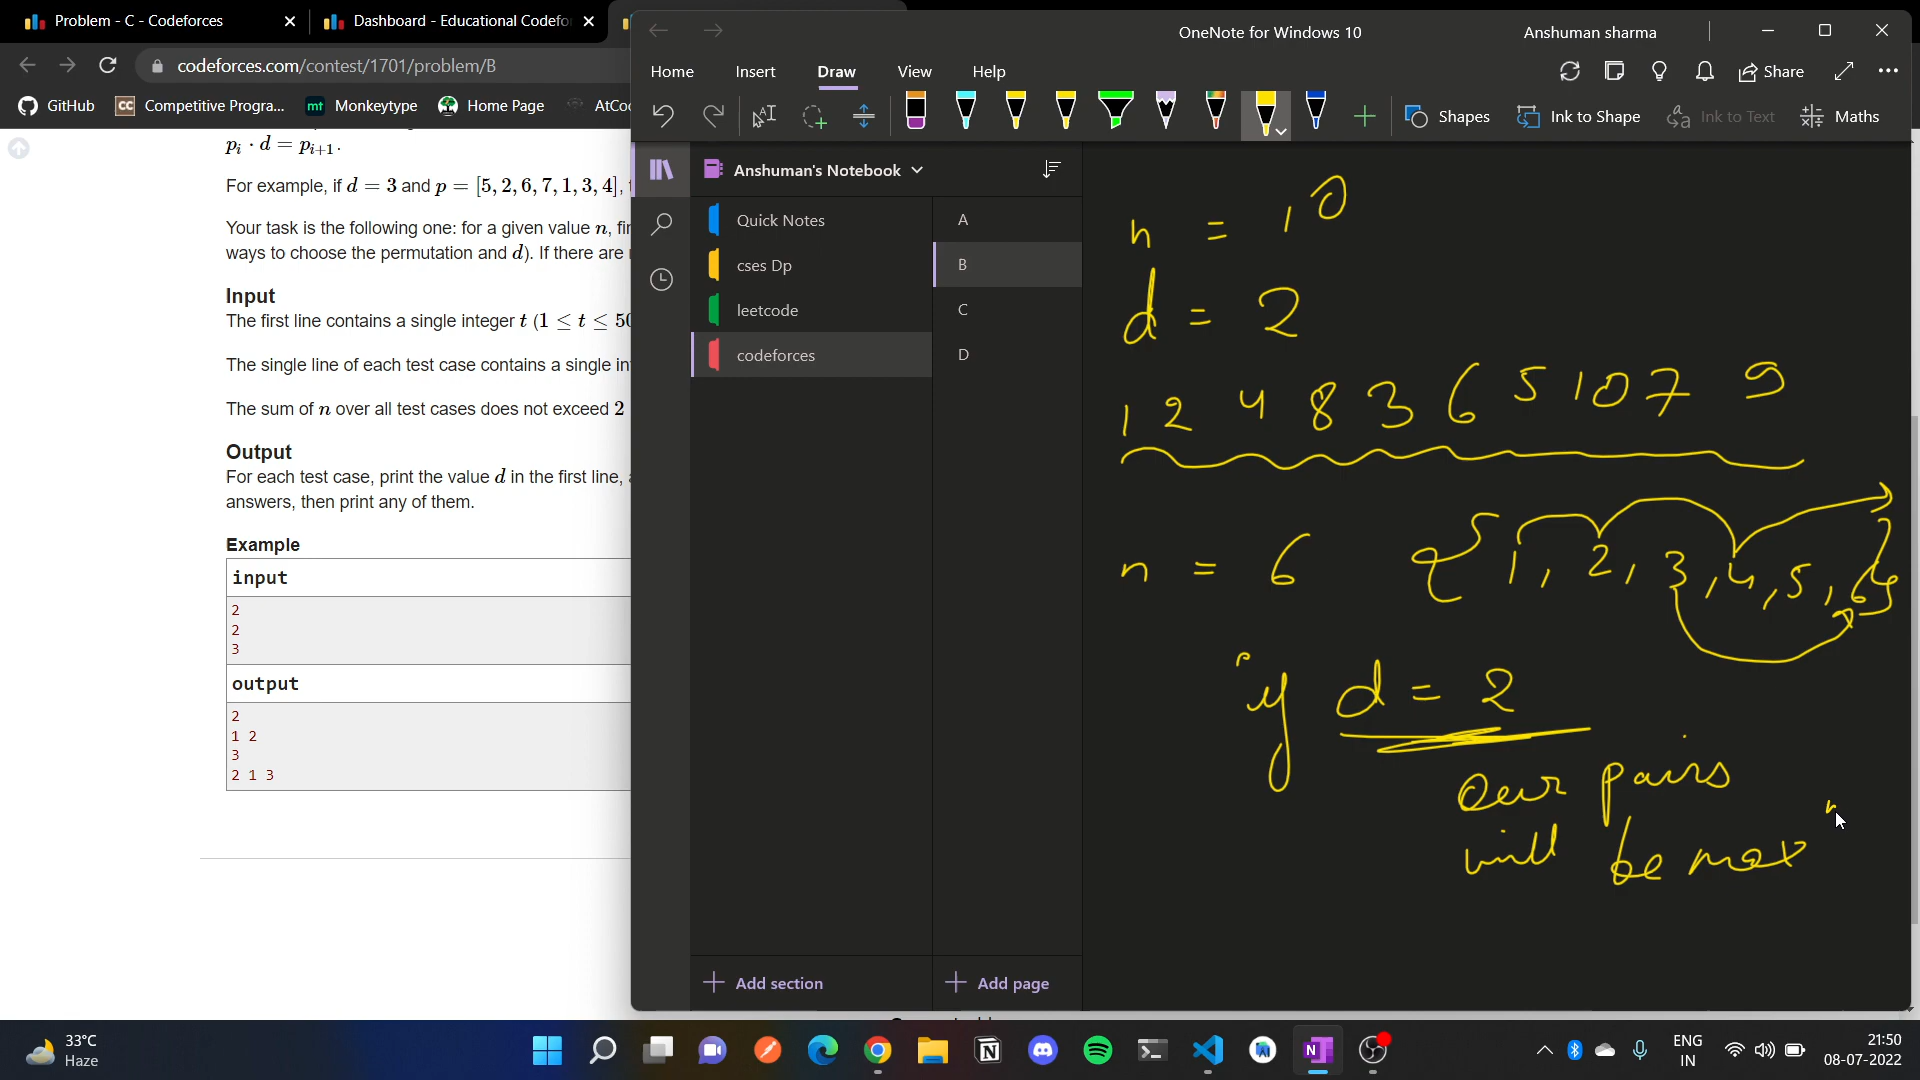 Problem - C - Codeforces
Dashboard - Educational Codefo
codeforces.com/contest/1701/problem/B
GitHub
Competitive Progra...
Monkeytype
Home Page
AtCo
p_i · d = p_{i+1}.
For example, if d = 3 and p = [5, 2, 6, 7, 1, 3, 4],
Your task is the following one: for a given value n, fin
ways to choose the permutation and d). If there are
Input
The first line contains a single integer t (1 ≤ t ≤ 50
The single line of each test case contains a single in
The sum of n over all test cases does not exceed 2
Output
For each test case, print the value d in the first line,
answers, then print any of them.
Example
input
2
2
3
output
2
1 2
3
2 1 3
OneNote for Windows 10
Anshuman sharma
Home Insert Draw View Help
Share
Shapes
Ink to Shape
Ink to Text
Maths
Anshuman's Notebook
Quick Notes
cses Dp
leetcode
codeforces
A
B
C
D
Add section
Add page
n = 10
d = 2
1 2 4 8 3 6 5 10 7 9
n = 6 {1, 2, 3, 4, 5, 6}
if d = 2
our pairs
will be max
33°C
Haze
ENG
IN
21:50
08-07-2022